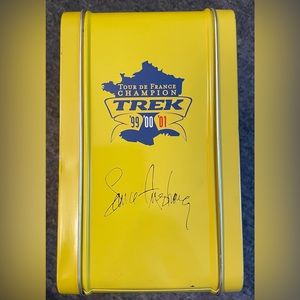 TOUR DE FRANCE
CHAMPION
TREK
'99 '00 '01
Lance Armstrong